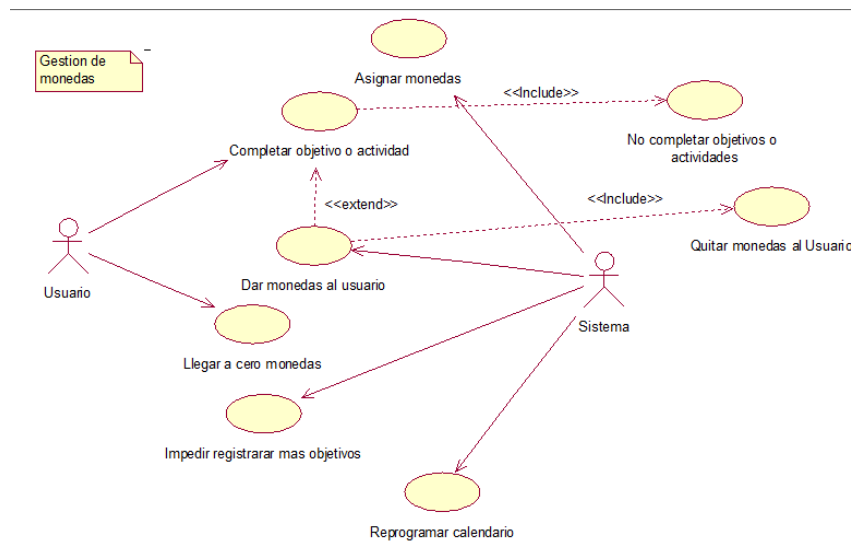 Gestion de
monedas
Asignar monedas
<<Include>>
No completar objetivos o
actividades
Completar objetivo o actividad
<<extend>>
<<Include>>
Quitar monedas al Usuario
Usuario
Dar monedas al usuario
Sistema
Llegar a cero monedas
Impedir registrarar mas objetivos
Reprogramar calendario